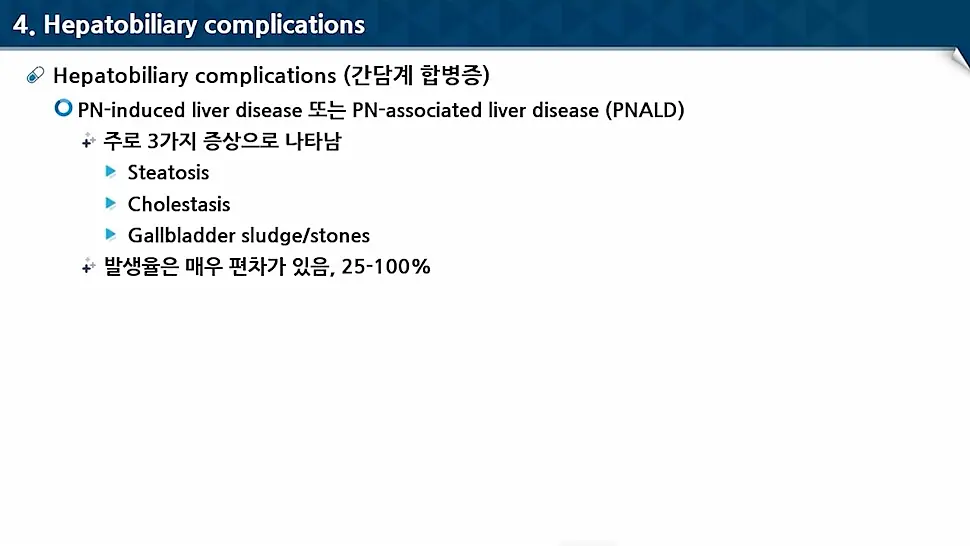 4. Hepatobiliary complications
Hepatobiliary complications (간담계 합병증)
PN-induced liver disease 또는 PN-associated liver disease (PNALD)
주로 3가지 증상으로 나타남
Steatosis
Cholestasis
Gallbladder sludge/stones
발생율은 매우 편차가 있음, 25-100%